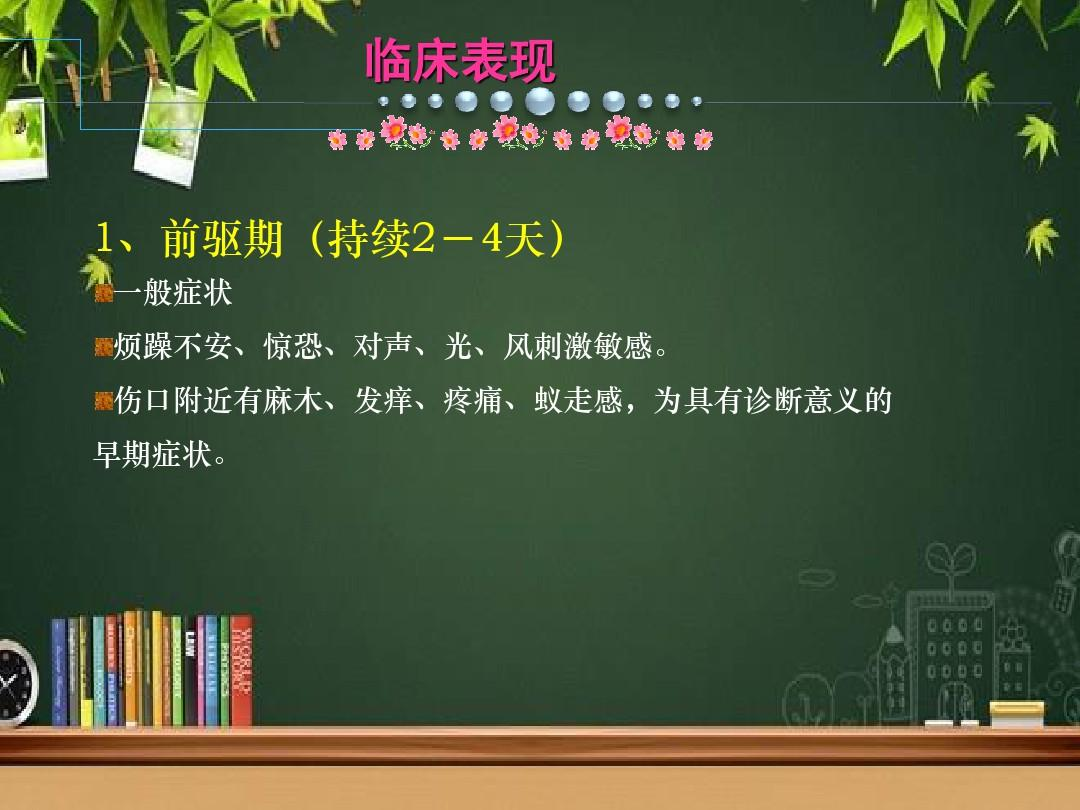 临床表现
1、前驱期（持续2－4天）
一般症状
烦躁不安、惊恐、对声、光、风刺激敏感。
伤口附近有麻木、发痒、疼痛、蚁走感，为具有诊断意义的
早期症状。
LAW
WORLD HISTORY